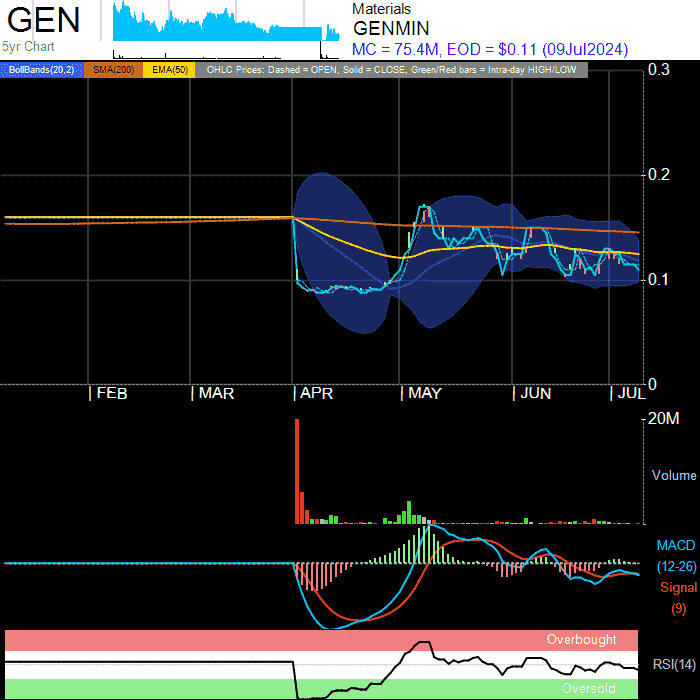 GEN
5yr Chart
Materials
GENMIN
MC = 75.4M, EOD = $0.11 (09Jul2024)
BollBands(20,2) SMA(200) EMA(50) OHLC Prices: Dashed = OPEN, Solid = CLOSE, Green/Red bars = Intra-day HIGH/LOW
0.3
0.2
0.1
0
FEB MAR APR MAY JUN JUL
20M
Volume
MACD
(12-26)
Signal
(9)
Overbought
RSI(14)
Oversold